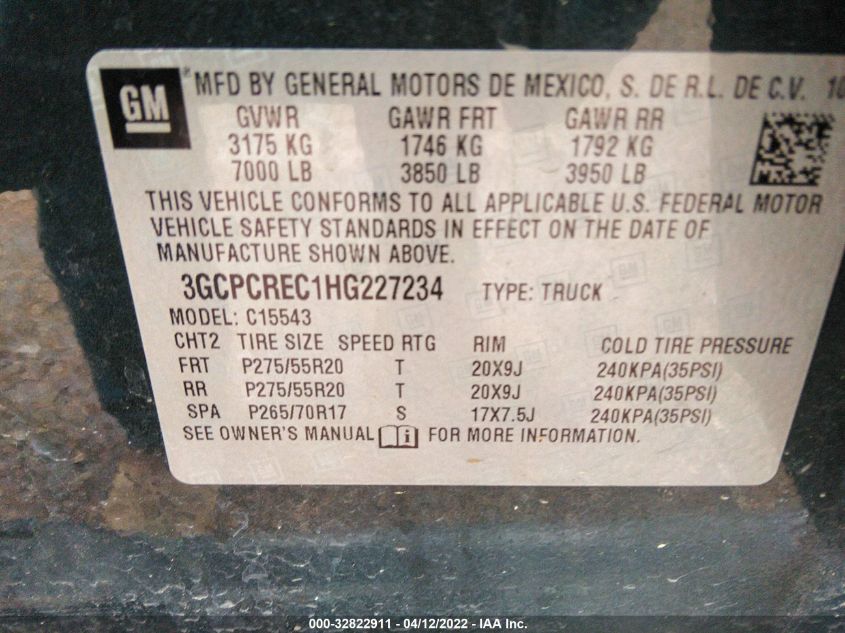 GM ® MFD BY GENERAL MOTORS DE MEXICO, S. DE R.L. DE C.V. 10
GVWR GAWR FRT GAWR RR
3175 KG 1746 KG 1792 KG
7000 LB 3850 LB 3950 LB
THIS VEHICLE CONFORMS TO ALL APPLICABLE U.S. FEDERAL MOTOR
VEHICLE SAFETY STANDARDS IN EFFECT ON THE DATE OF
MANUFACTURE SHOWN ABOVE.
3GCPCREC1HG227234 TYPE: TRUCK
MODEL: C15543
CHT2 TIRE SIZE SPEED RTG RIM COLD TIRE PRESSURE
FRT P275/55R20 T 20X9J 240KPA(35PSI)
RR P275/55R20 T 20X9J 240KPA(35PSI)
SPA P265/70R17 S 17X7.5J 240KPA(35PSI)
SEE OWNER'S MANUAL i FOR MORE INFORMATION.
000-32822911 - 04/12/2022 - IAA Inc.